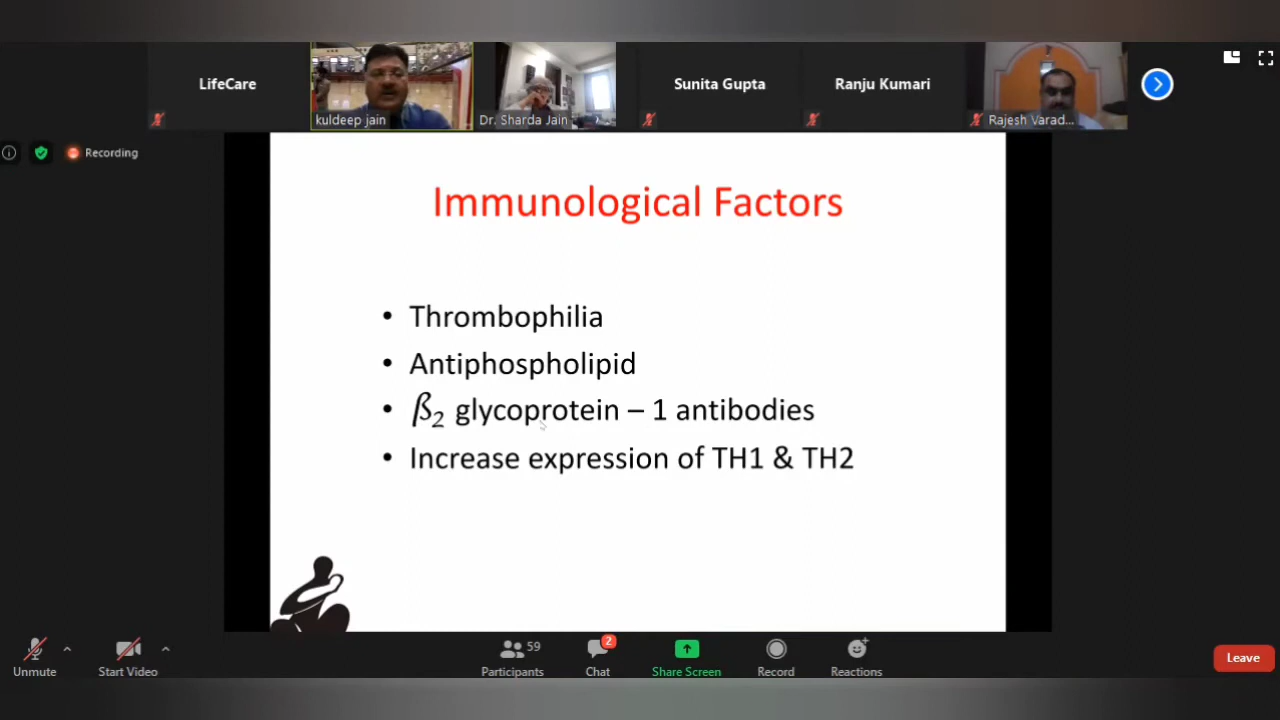 LifeCare
kuldeep jain
Dr. Sharda Jain
Sunita Gupta
Ranju Kumari
Rajesh Varad...
Recording
Immunological Factors
• Thrombophilia
• Antiphospholipid
• ß2 glycoprotein – 1 antibodies
• Increase expression of TH1 & TH2
Unmute
Start Video
59
Participants
2
Chat
Share Screen
Record
Reactions
Leave